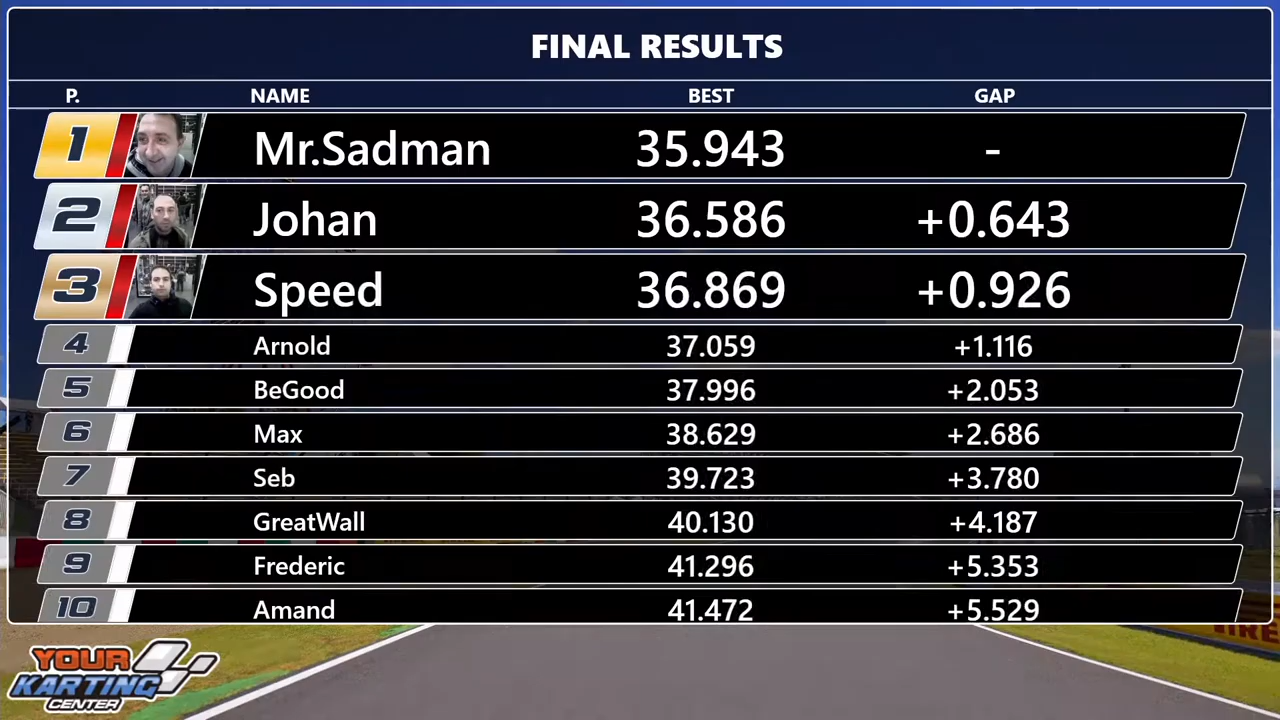 FINAL RESULTS
P. NAME BEST GAP
1 Mr.Sadman 35.943 -
2 Johan 36.586 +0.643
3 Speed 36.869 +0.926
4 Arnold 37.059 +1.116
5 BeGood 37.996 +2.053
6 Max 38.629 +2.686
7 Seb 39.723 +3.780
8 GreatWall 40.130 +4.187
9 Frederic 41.296 +5.353
10 Amand 41.472 +5.529
YOUR
KARTING
CENTER